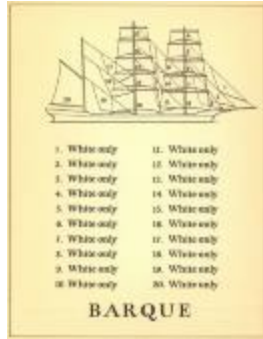 1. White only
2. White only
3. White only
4. White only
5. White only
6. White only
7. White only
8. White only
9. White only
10. White only
11. White only
12. White only
13. White only
14. White only
15. White only
16. White only
17. White only
18. White only
19. White only
20. White only
BARQUE